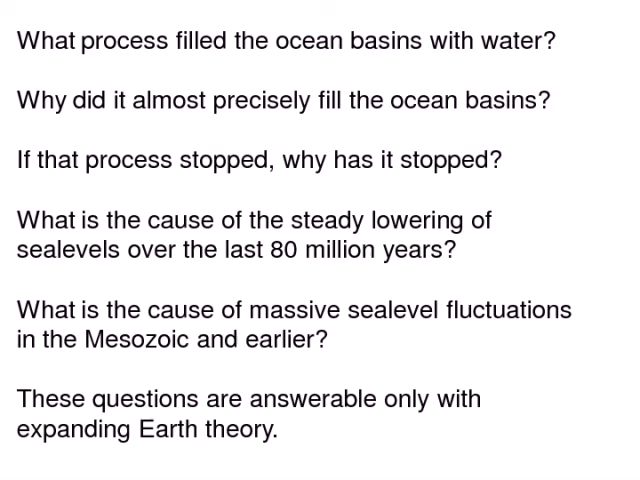 What process filled the ocean basins with water?
Why did it almost precisely fill the ocean basins?
If that process stopped, why has it stopped?
What is the cause of the steady lowering of
sealevels over the last 80 million years?
What is the cause of massive sealevel fluctuations
in the Mesozoic and earlier?
These questions are answerable only with
expanding Earth theory.